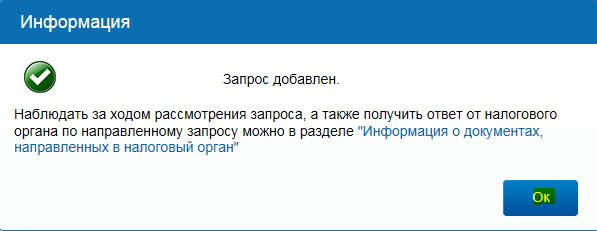 Информация
Запрос добавлен.
Наблюдать за ходом рассмотрения запроса, а также получить ответ от налогового
органа по направленному запросу можно в разделе "Информация о документах,
направленных в налоговый орган"
Ок